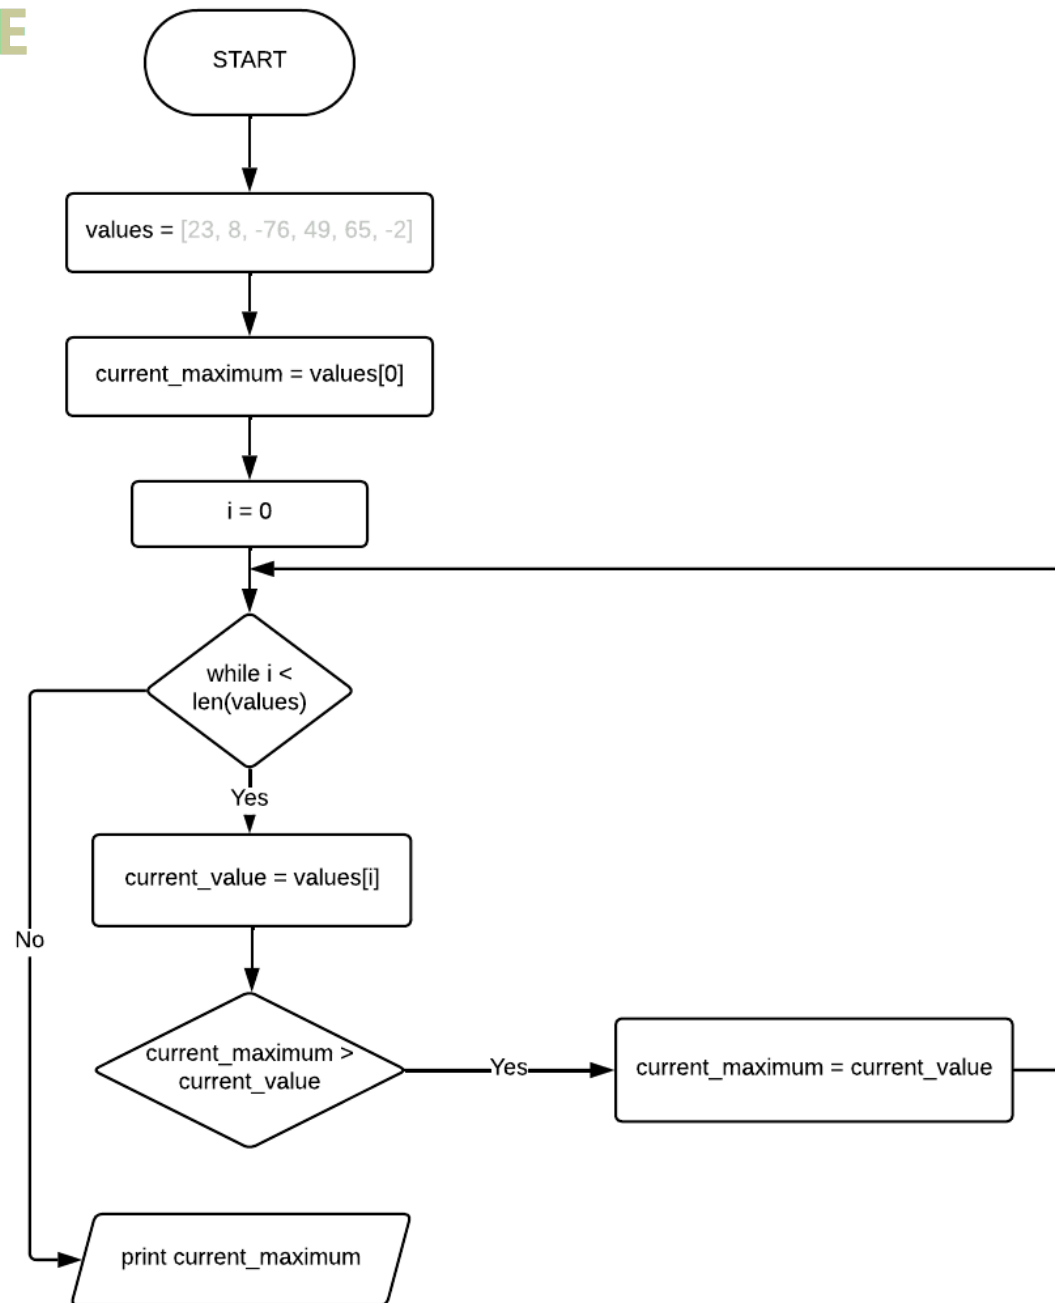 E
START
values = [23, 8, -76, 49, 65, -2]
current_maximum = values[0]
i = 0
while i <
len(values)
Yes
current_value = values[i]
No
current_maximum >
current_value
Yes
current_maximum = current_value
print current_maximum